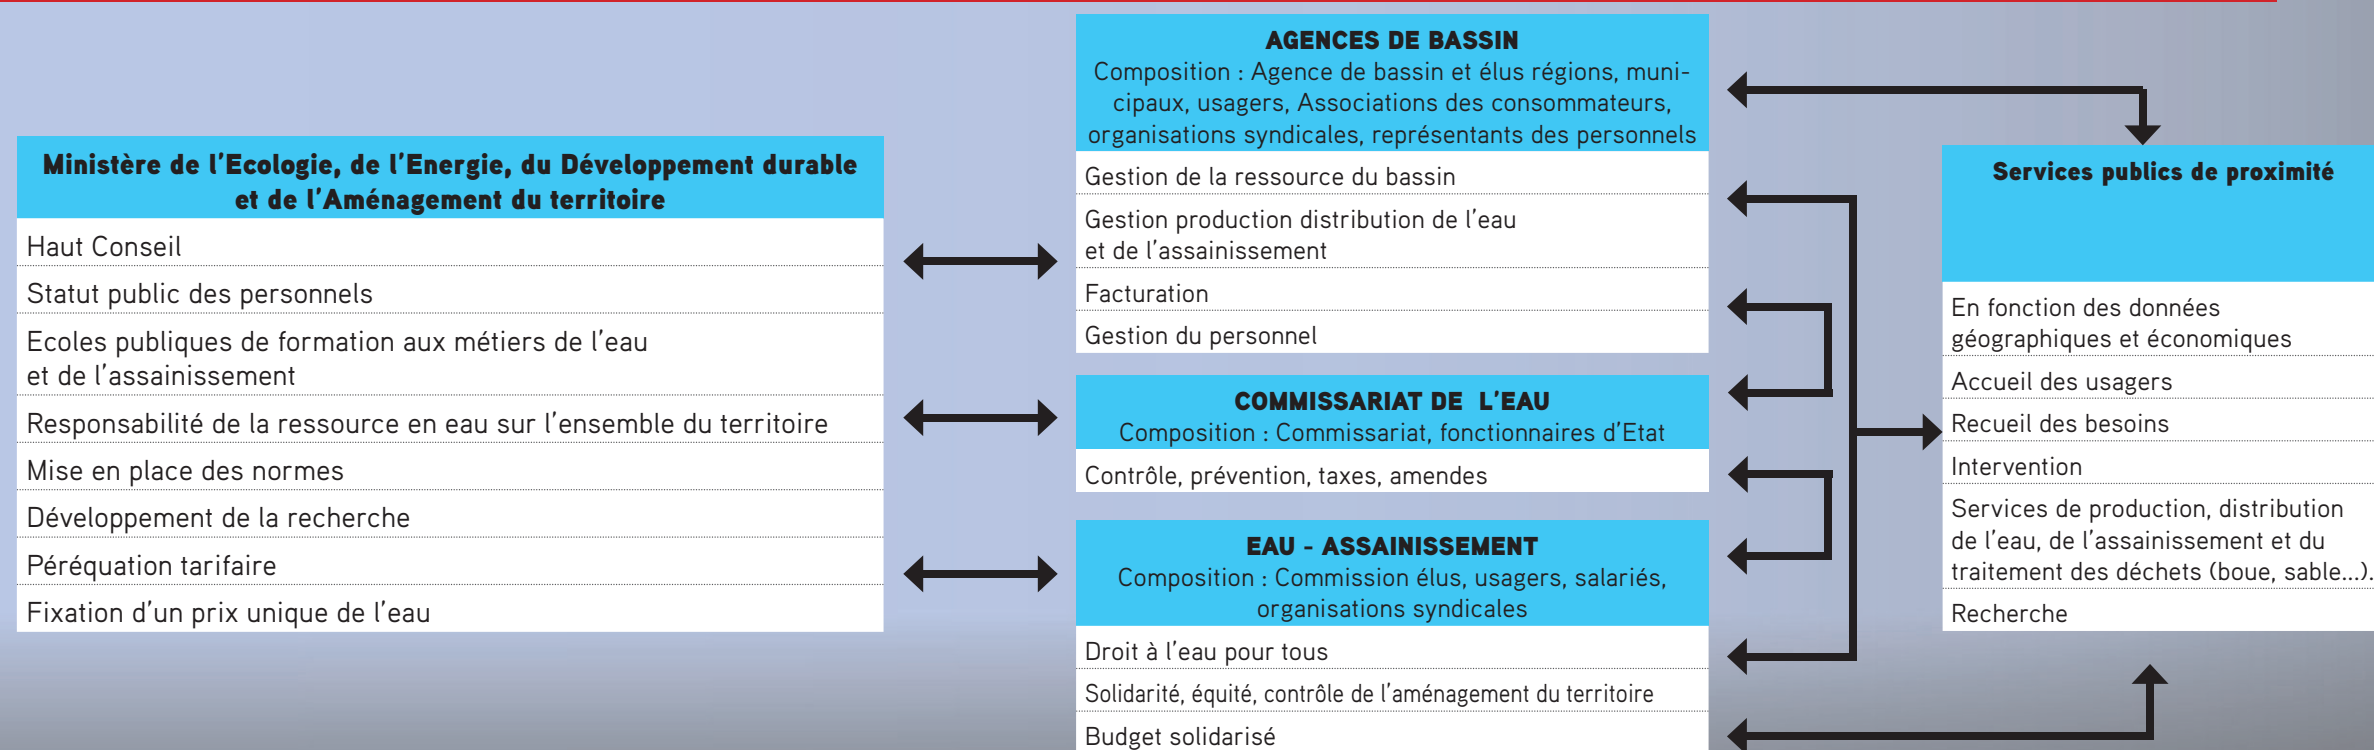 Ministère de l'Ecologie, de l'Energie, du Développement durable
et de l'Aménagement du territoire
Haut Conseil
Statut public des personnels
Ecoles publiques de formation aux métiers de l'eau
et de l'assainissement
Responsabilité de la ressource en eau sur l'ensemble du territoire
Mise en place des normes
Développement de la recherche
Péréquation tarifaire
Fixation d'un prix unique de l'eau
AGENCES DE BASSIN
Composition : Agence de bassin et élus régions, muni-
cipaux, usagers, Associations des consommateurs,
organisations syndicales, représentants des personnels
Gestion de la ressource du bassin
Gestion production distribution de l'eau
et de l'assainissement
Facturation
Gestion du personnel
COMMISSARIAT DE L'EAU
Composition : Commissariat, fonctionnaires d'Etat
Contrôle, prévention, taxes, amendes
EAU - ASSAINISSEMENT
Composition : Commission élus, usagers, salariés,
organisations syndicales
Droit à l'eau pour tous
Solidarité, équité, contrôle de l'aménagement du territoire
Budget solidarisé
Services publics de proximité
En fonction des données
géographiques et économiques
Accueil des usagers
Recueil des besoins
Intervention
Services de production, distribution
de l'eau, de l'assainissement et du
traitement des déchets (boue, sable...).
Recherche